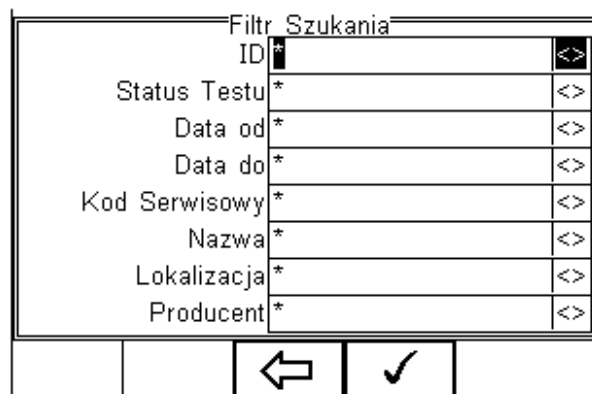 Filtr Szukania
ID * <>
Status Testu * <>
Data od * <>
Data do * <>
Kod Serwisowy * <>
Nazwa * <>
Lokalizacja * <>
Producent * <>